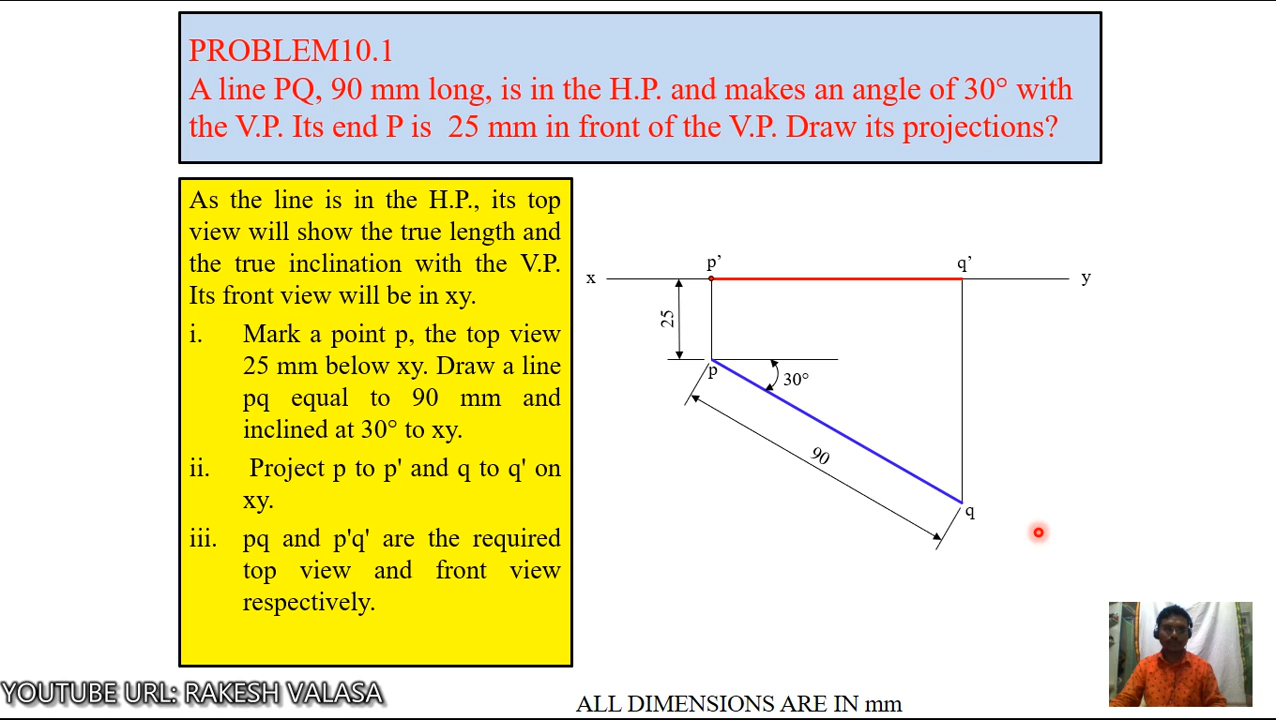 PROBLEM10.1
A line PQ, 90 mm long, is in the H.P. and makes an angle of 30° with
the V.P. Its end P is 25 mm in front of the V.P. Draw its projections?
As the line is in the H.P., its top
view will show the true length and
the true inclination with the V.P.
Its front view will be in xy.
i. Mark a point p, the top view
25 mm below xy. Draw a line
pq equal to 90 mm and
inclined at 30° to xy.
ii. Project p to p' and q to q' on
xy.
iii. pq and p'q' are the required
top view and front view
respectively.
p’
q’
x
y
25
p
30°
90
q
YOUTUBE URL: RAKESH VALASA
ALL DIMENSIONS ARE IN mm